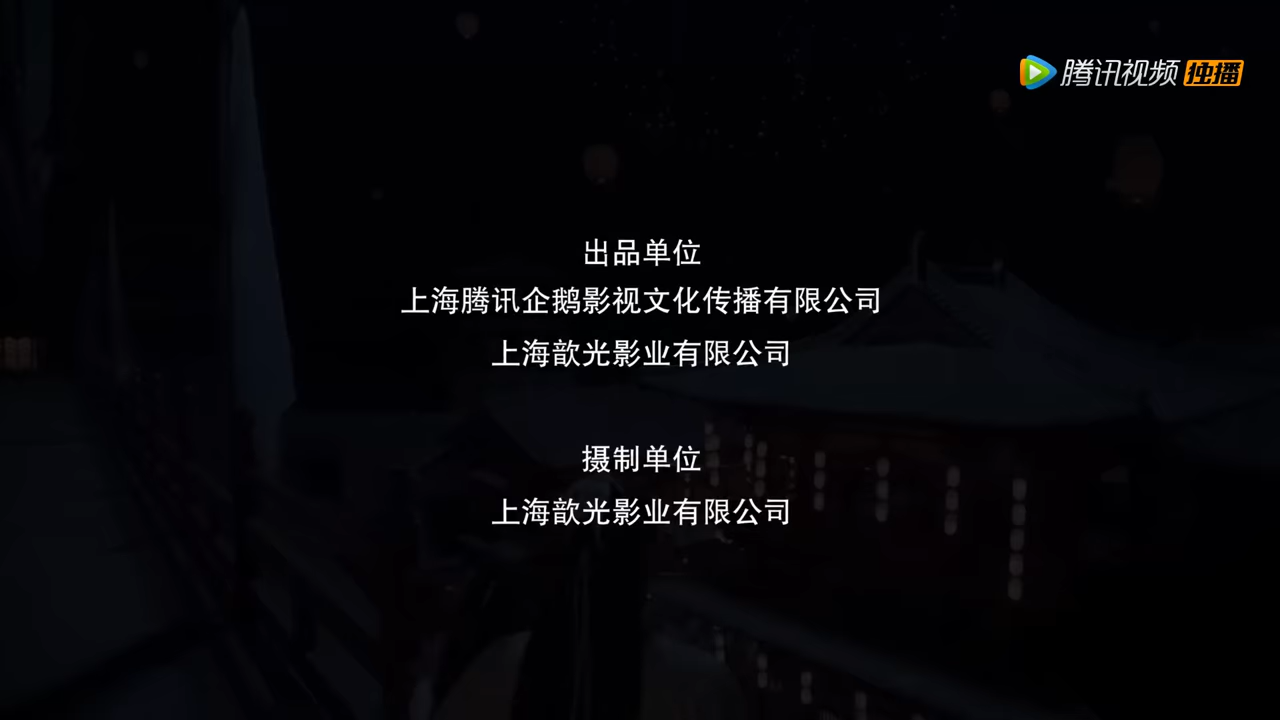 腾讯视频 独播
出品单位
上海腾讯企鹅影视文化传播有限公司
上海歆光影业有限公司
摄制单位
上海歆光影业有限公司